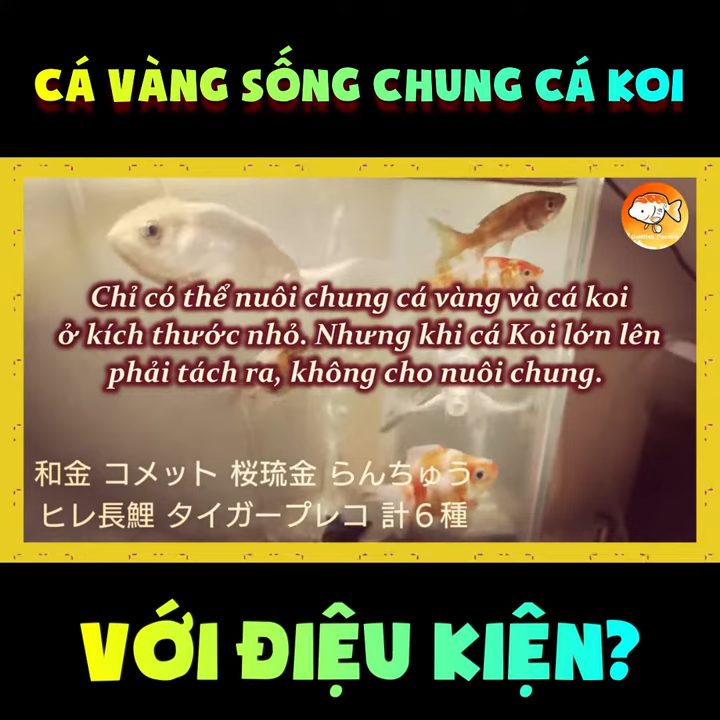 CÁ VÀNG SỐNG CHUNG CÁ KOI
Chỉ có thể nuôi chung cá vàng và cá koi
ở kích thước nhỏ. Nhưng khi cá Koi lớn lên
phải tách ra, không cho nuôi chung.
和金 コメット 桜琉金 らんちゅう
ヒレ長鯉 タイガープレコ 計6種
VỚI ĐIỆU KIỆN?